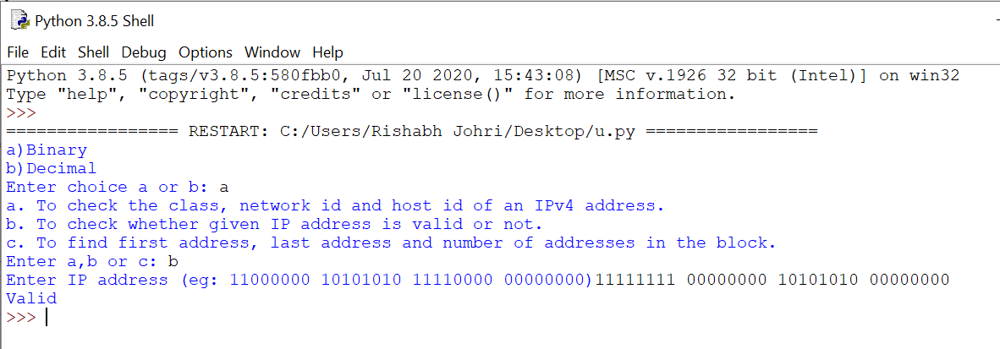 Python 3.8.5 Shell
File Edit Shell Debug Options Window Help
Python 3.8.5 (tags/v3.8.5:580fbb0, Jul 20 2020, 15:43:08) [MSC v.1926 32 bit (Intel)] on win32
Type "help", "copyright", "credits" or "license()" for more information.
>>>
================= RESTART: C:/Users/Rishabh Johri/Desktop/u.py =================
a)Binary
b)Decimal
Enter choice a or b: a
a. To check the class, network id and host id of an IPv4 address.
b. To check whether given IP address is valid or not.
c. To find first address, last address and number of addresses in the block.
Enter a,b or c: b
Enter IP address (eg: 11000000 10101010 11110000 00000000)11111111 00000000 10101010 00000000
Valid
>>>